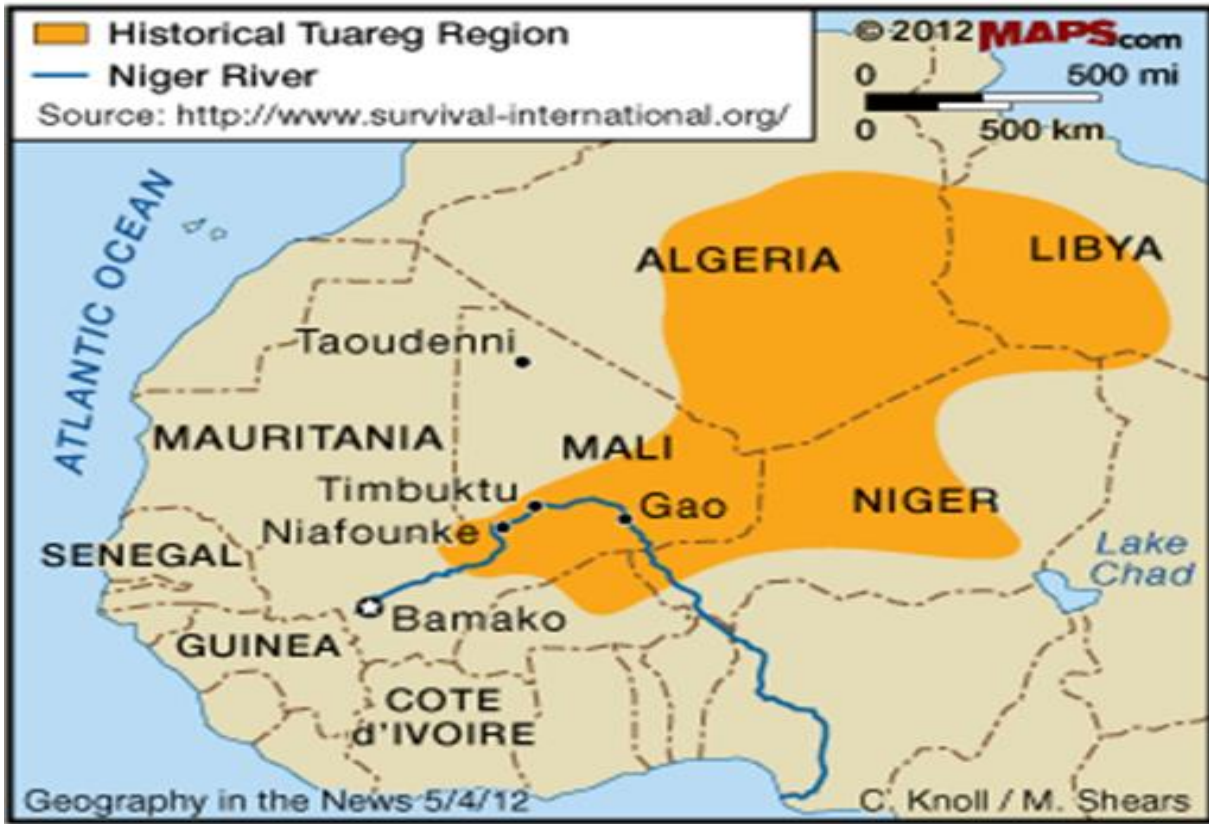 Historical Tuareg Region
Niger River
Source: http://www.survival-international.org/
© 2012 MAPS.com
0 500 mi
0 500 km
ATLANTIC OCEAN
ALGERIA
LIBYA
Taoudenni
MAURITANIA
MALI
Timbuktu
Gao
NIGER
Niafounke
SENEGAL
Lake
Chad
Bamako
GUINEA
COTE
d'IVOIRE
Geography in the News 5/4/12
C. Knoll / M. Shears